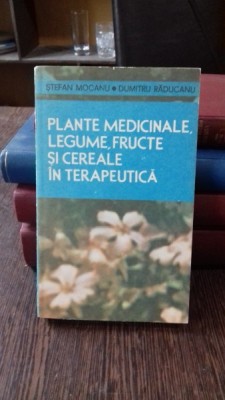 ȘTEFAN MOCANU • DUMITRU RĂDUCANU
PLANTE MEDICINALE,
LEGUME, FRUCTE
ȘI CEREALE
ÎN TERAPEUTICĂ